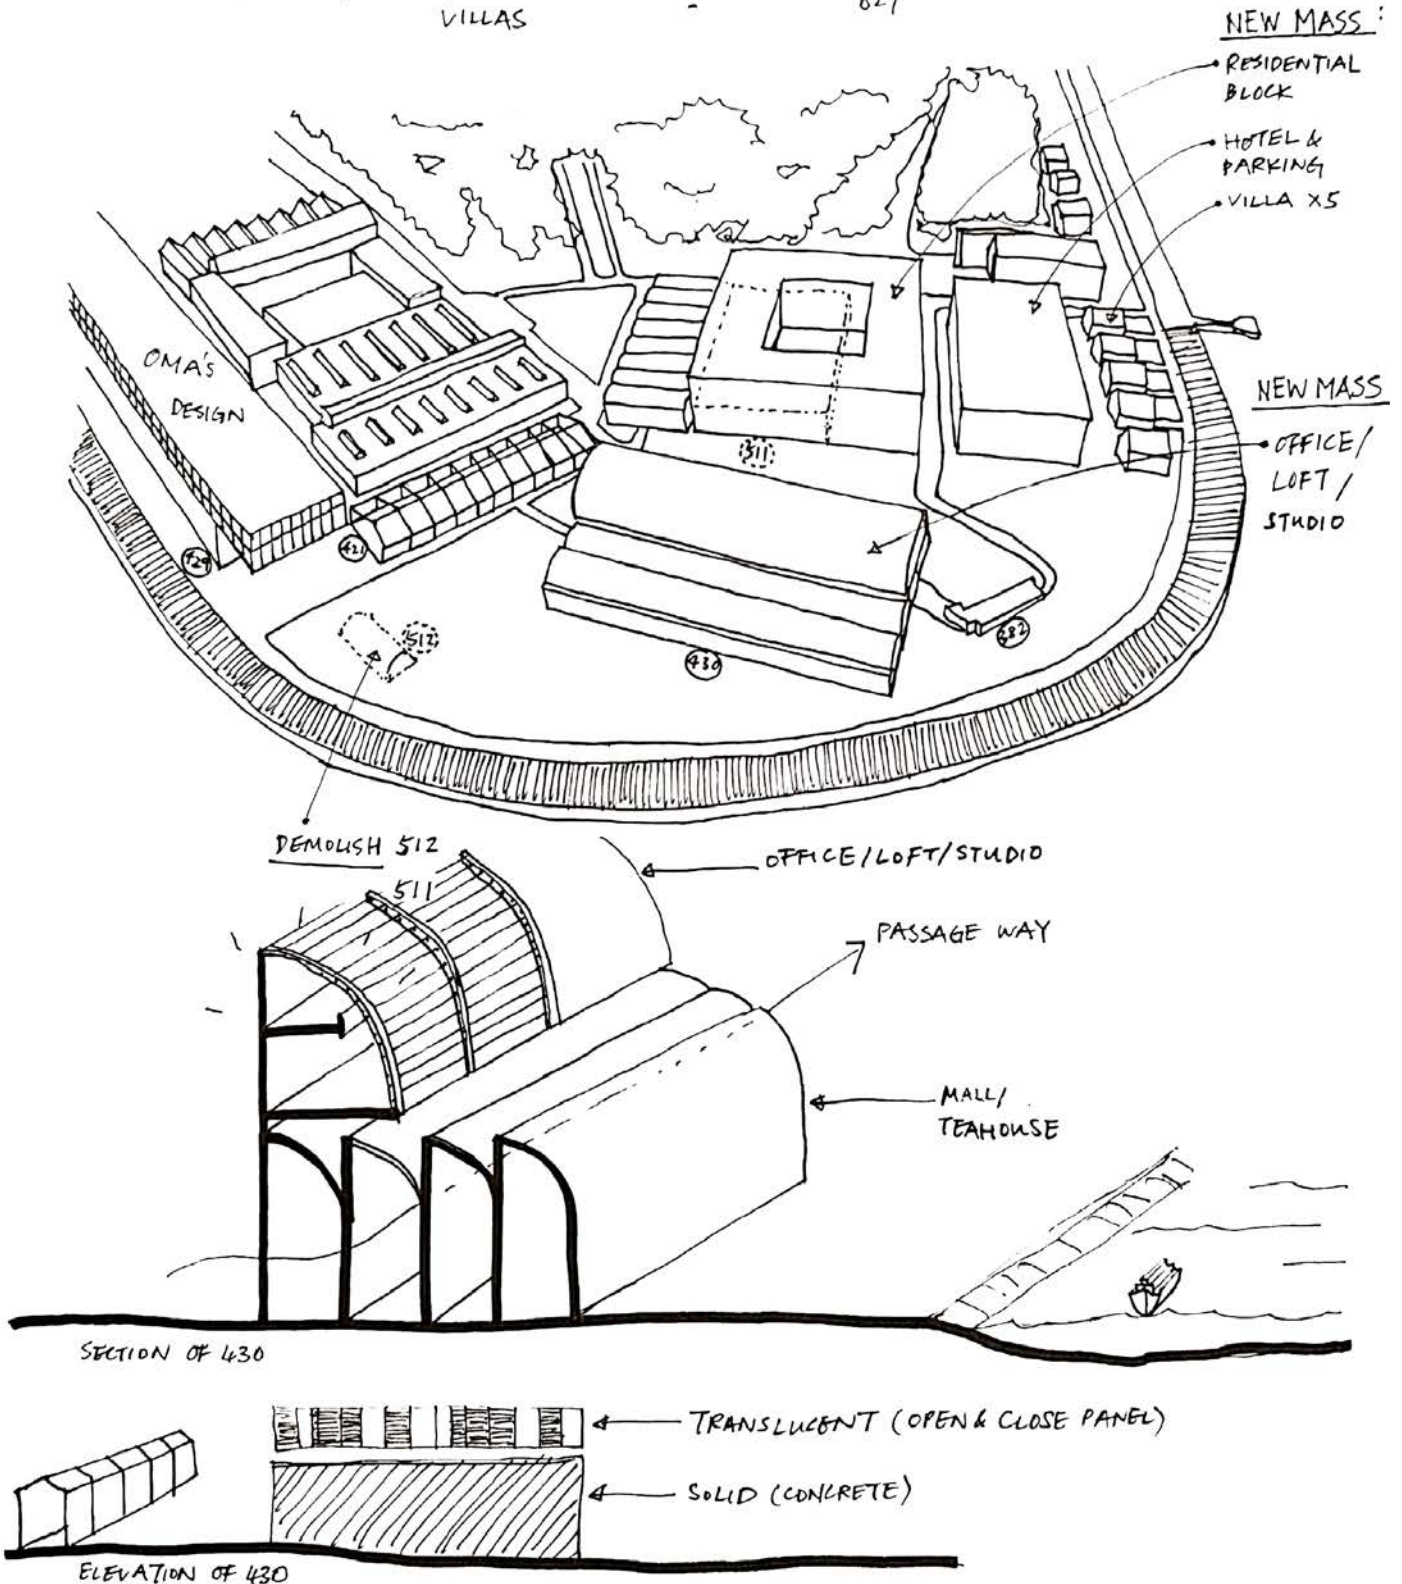 VILLAS
NEW MASS :
RESIDENTIAL
BLOCK
HOTEL &
PARKING
VILLA X5
OMA'S
DESIGN
NEW MASS
OFFICE/
LOFT /
STUDIO
511
429
421
512
430
282
DEMOLISH 512
511
OFFICE/LOFT/STUDIO
PASSAGE WAY
MALL/
TEAHOUSE
SECTION OF 430
TRANSLUCENT (OPEN & CLOSE PANEL)
SOLID (CONCRETE)
ELEVATION OF 430